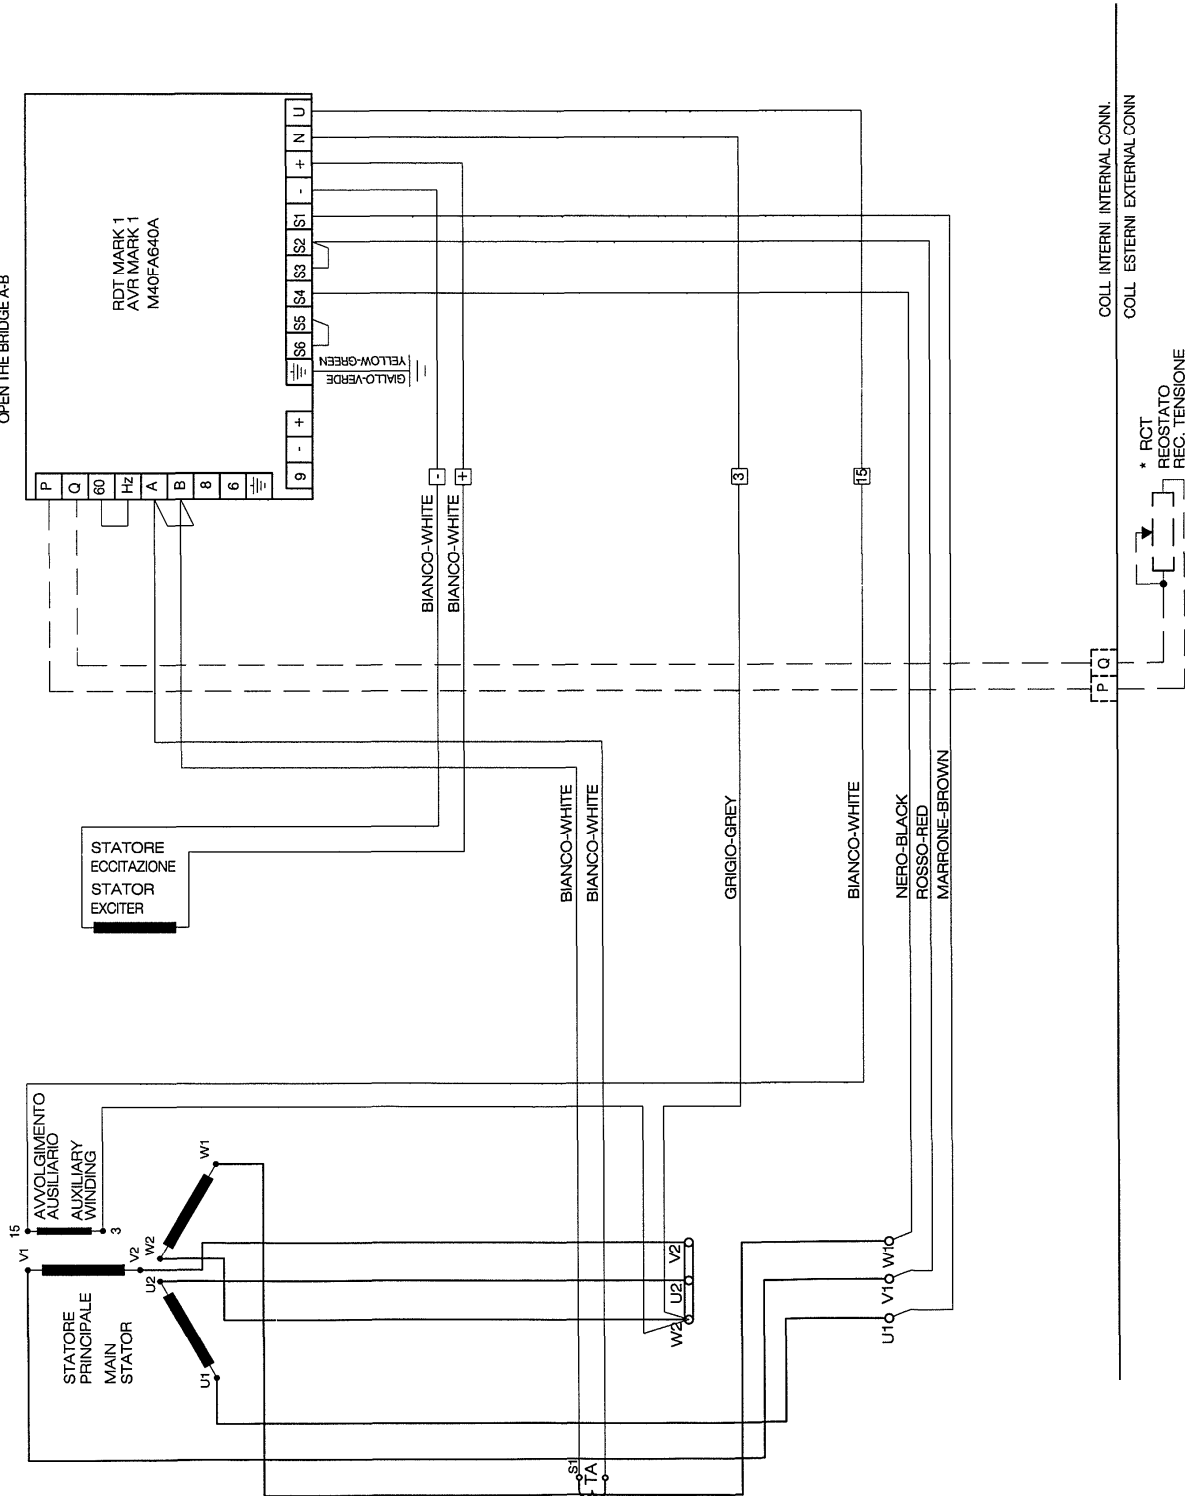 OPEN THE BRIDGE A-B
RDT MARK 1
AVR MARK 1
M40FA640A
U
N
+
-
S1
S2
S3
S4
S5
S6
GIALLO-VERDE
YELLOW-GREEN
+
-
9
P
Q
60
Hz
A
B
8
6
-
+
3
15
BIANCO-WHITE
BIANCO-WHITE
STATORE
ECCITAZIONE
STATOR
EXCITER
BIANCO-WHITE
BIANCO-WHITE
GRIGIO-GREY
BIANCO-WHITE
NERO-BLACK
ROSSO-RED
MARRONE-BROWN
COLL INTERNI INTERNAL CONN.
COLL ESTERNI EXTERNAL CONN
P
Q
* RCT
REOSTATO
REC. TENSIONE
15
AVVOLGIMENTO
AUSILIARIO
AUXILIARY
WINDING
3
V1
V2
W2
W1
U2
U1
STATORE
PRINCIPALE
MAIN
STATOR
V2
U2
W2
W1
V1
U1
S1
TA